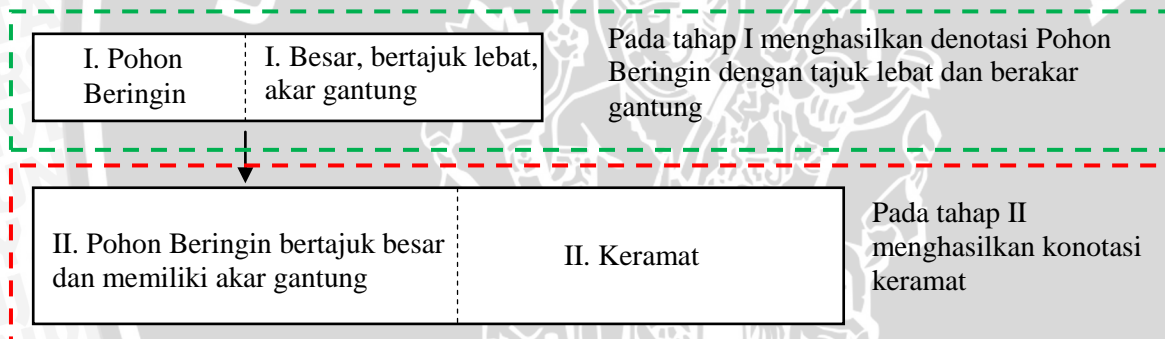 I. Pohon
Beringin
I. Besar, bertajuk lebat,
akar gantung
Pada tahap I menghasilkan denotasi Pohon
Beringin dengan tajuk lebat dan berakar
gantung
II. Pohon Beringin bertajuk besar
dan memiliki akar gantung
II. Keramat
Pada tahap II
menghasilkan konotasi
keramat